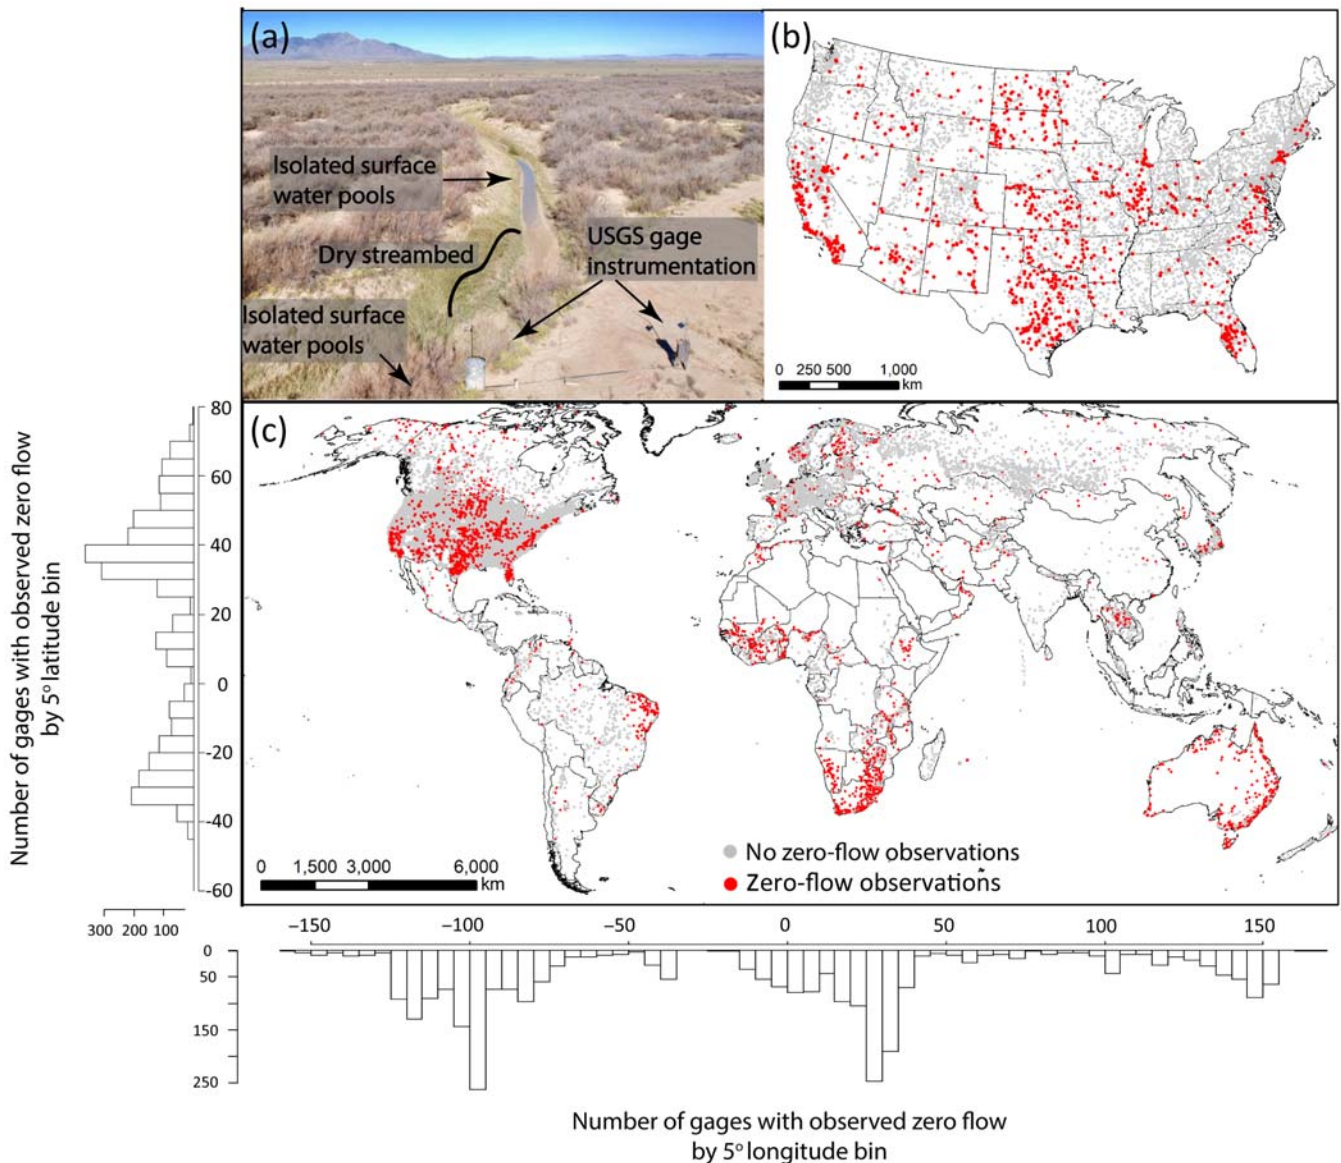 (a)
Isolated surface
water pools
Dry streambed
USGS gage
instrumentation
Isolated surface
water pools
(b)
0 250 500 1,000
km
(c)
No zero-flow observations
Zero-flow observations
0 1,500 3,000 6,000
km
Number of gages with observed zero flow
by 5° latitude bin
80
60
40
20
0
-20
-40
-60
300 200 100
−150 −100 −50 0 50 100 150
0
50
150
250
Number of gages with observed zero flow
by 5° longitude bin